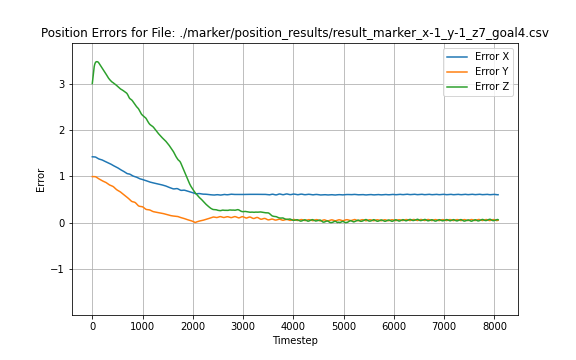 Position Errors for File: ./marker/position_results/result_marker_x-1_y-1_z7_goal4.csv
Error X
Error Y
Error Z
3
2
1
0
−1
Error
0 1000 2000 3000 4000 5000 6000 7000 8000
Timestep